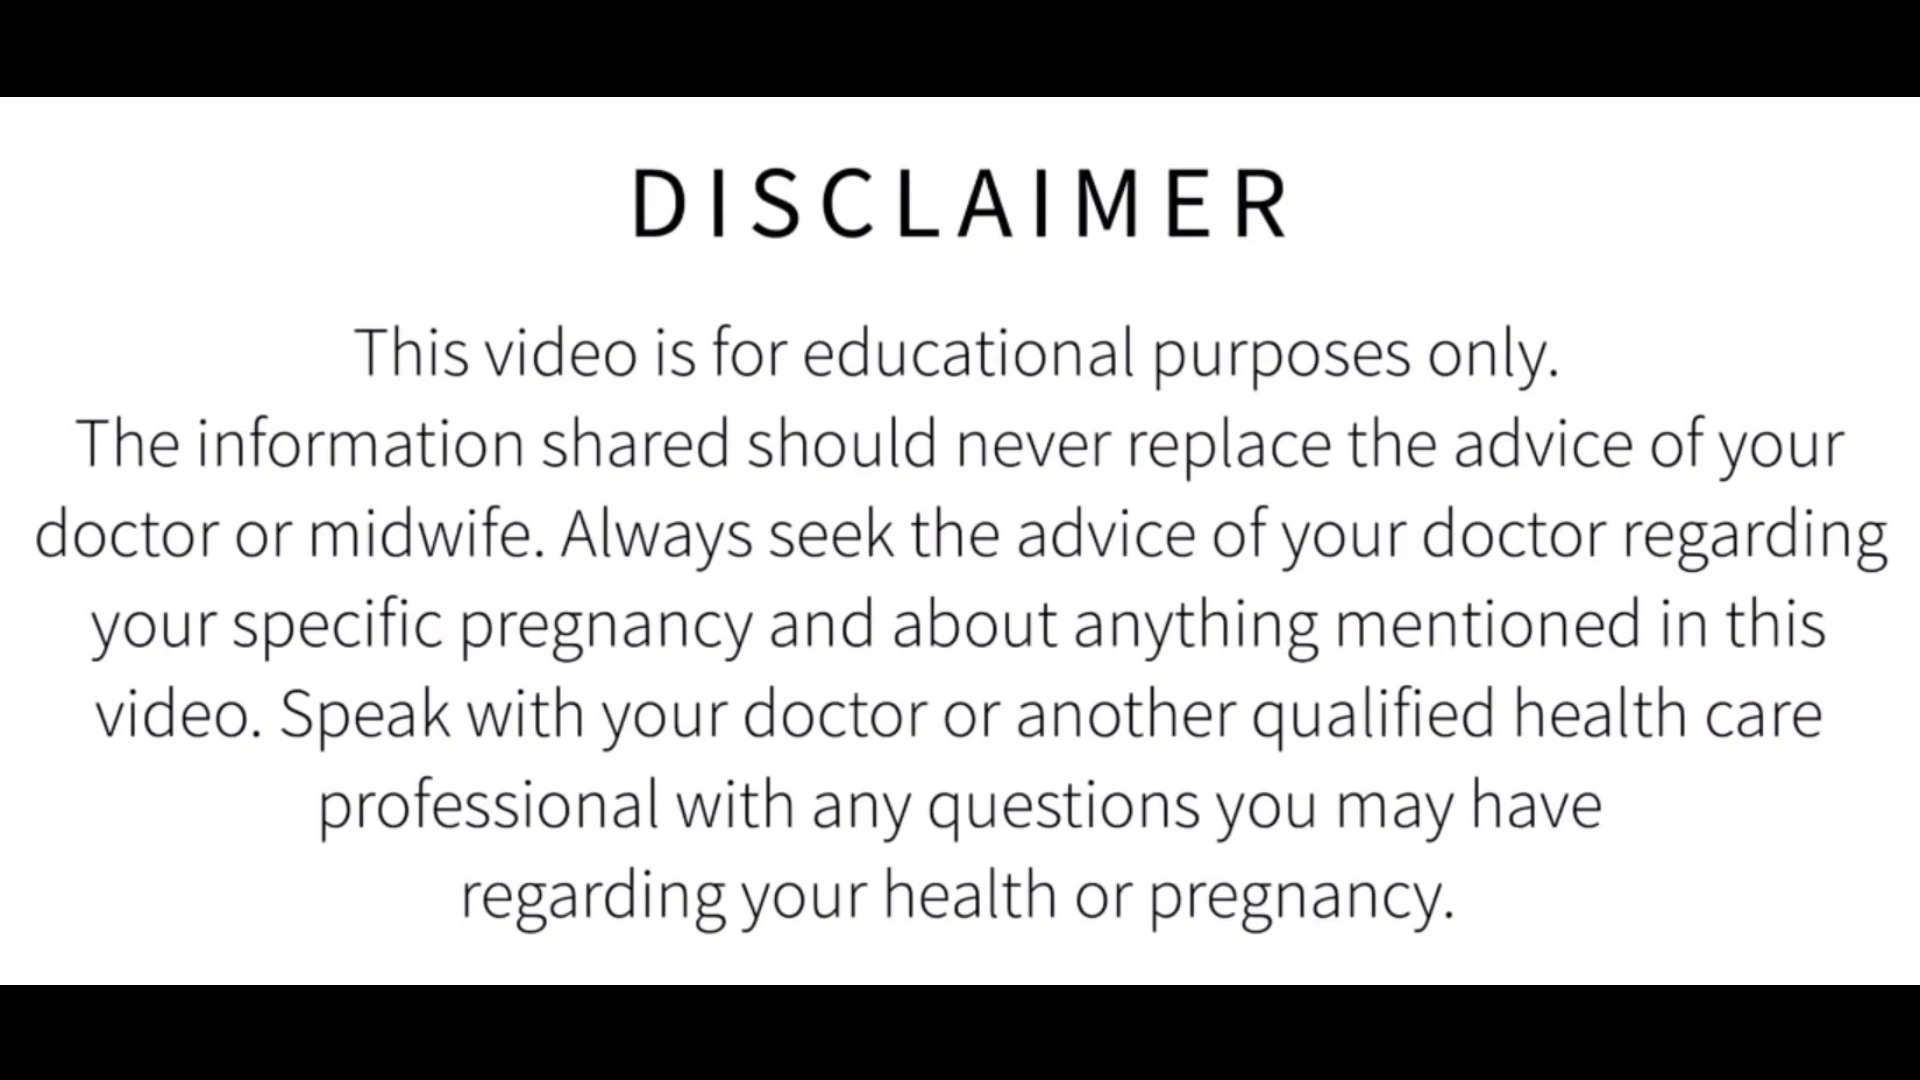 DISCLAIMER
This video is for educational purposes only.
The information shared should never replace the advice of your
doctor or midwife. Always seek the advice of your doctor regarding
your specific pregnancy and about anything mentioned in this
video. Speak with your doctor or another qualified health care
professional with any questions you may have
regarding your health or pregnancy.